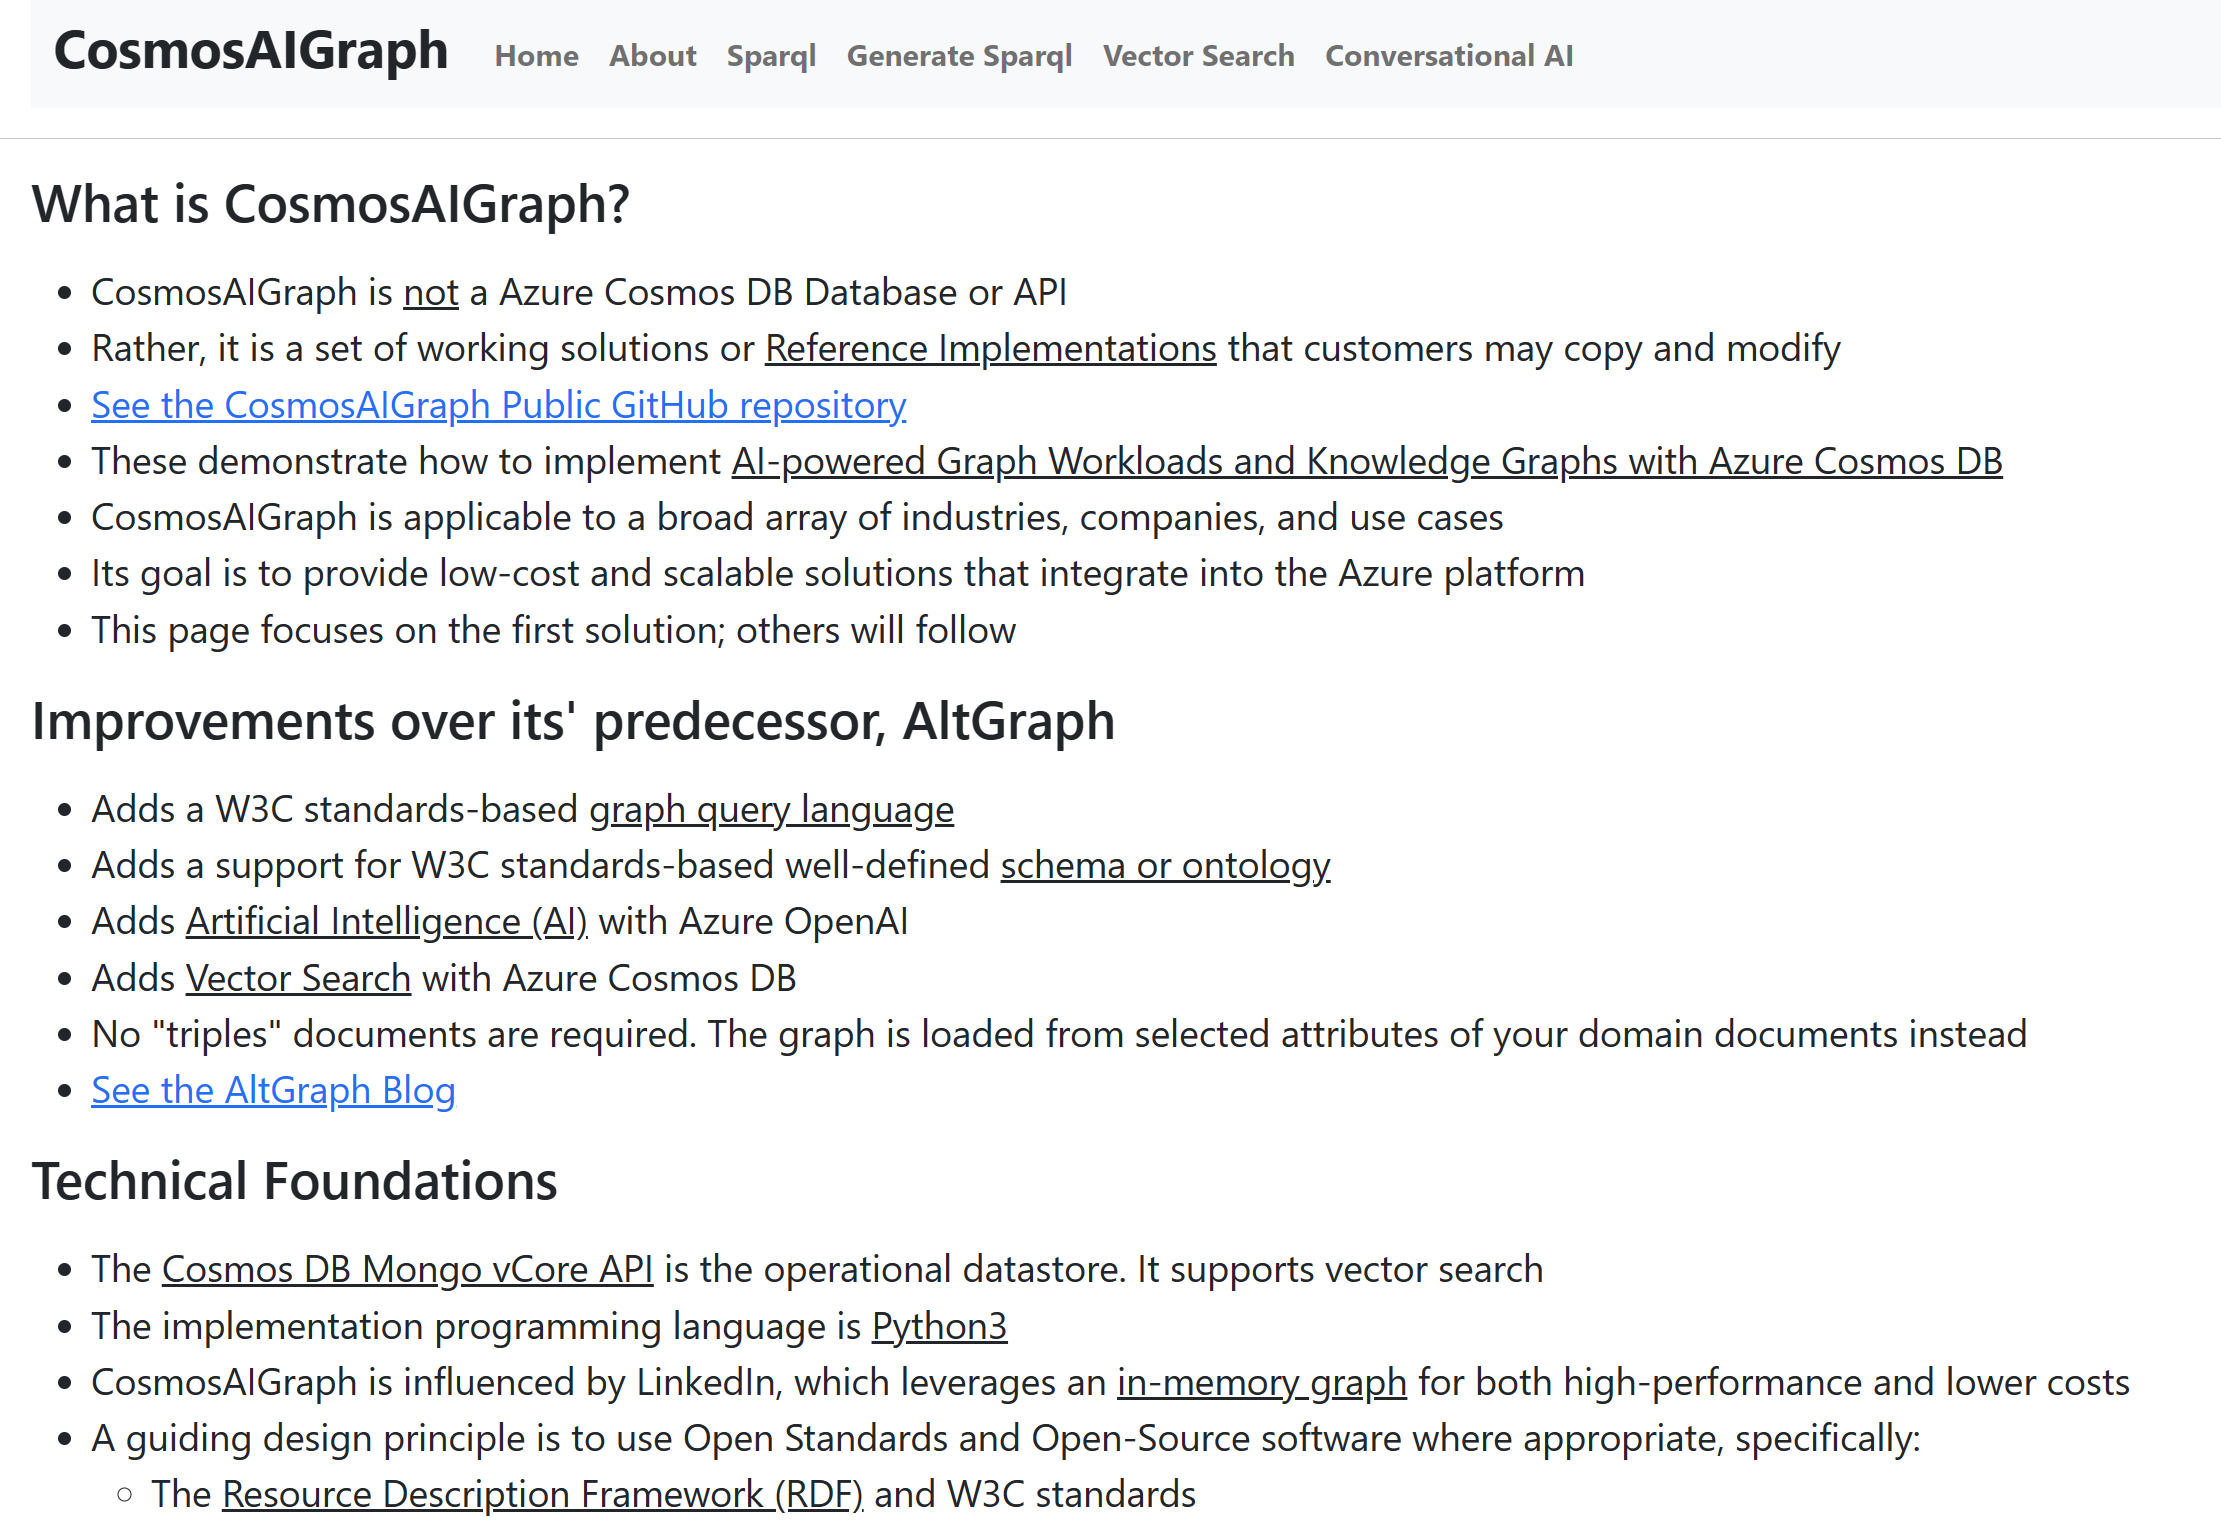 CosmosAIGraph Home About Sparql Generate Sparql Vector Search Conversational AI
What is CosmosAIGraph?
CosmosAIGraph is not a Azure Cosmos DB Database or API
Rather, it is a set of working solutions or Reference Implementations that customers may copy and modify
See the CosmosAIGraph Public GitHub repository
These demonstrate how to implement AI-powered Graph Workloads and Knowledge Graphs with Azure Cosmos DB
CosmosAIGraph is applicable to a broad array of industries, companies, and use cases
Its goal is to provide low-cost and scalable solutions that integrate into the Azure platform
This page focuses on the first solution; others will follow
Improvements over its' predecessor, AltGraph
Adds a W3C standards-based graph query language
Adds a support for W3C standards-based well-defined schema or ontology
Adds Artificial Intelligence (AI) with Azure OpenAI
Adds Vector Search with Azure Cosmos DB
No "triples" documents are required. The graph is loaded from selected attributes of your domain documents instead
See the AltGraph Blog
Technical Foundations
The Cosmos DB Mongo vCore API is the operational datastore. It supports vector search
The implementation programming language is Python3
CosmosAIGraph is influenced by LinkedIn, which leverages an in-memory graph for both high-performance and lower costs
A guiding design principle is to use Open Standards and Open-Source software where appropriate, specifically:
The Resource Description Framework (RDF) and W3C standards